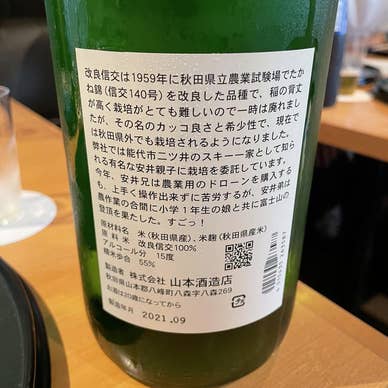 改良信交は1959年に秋田県立農業試験場でたか
ね錦(信交140号)を改良した品種で、稲の背丈
が高く栽培がとても難しいので一時は廃れまし
たが、その名のカッコ良さと希少性で、現在で
は秋田県外でも栽培されるようになりました。
弊社では能代市二ツ井のスキー一家として知ら
れる有名な安井親子に栽培を委託しています。
今年、安井兄は農業用のドローンを購入する
も、上手く操作出来ずに苦労するが、安井弟は
農作業の合間に小学1年生の娘と共に富士山の
登頂を果たした。すごっ!
原材料名 米(秋田県産)、米麹(秋田県産米)
原料米 改良信交100%
アルコール分 15度
精米歩合 55%
製造者 株式会社 山本酒造店
秋田県山本郡八峰町八森字八森269
お酒は20歳になってから
製造年月 2021.09